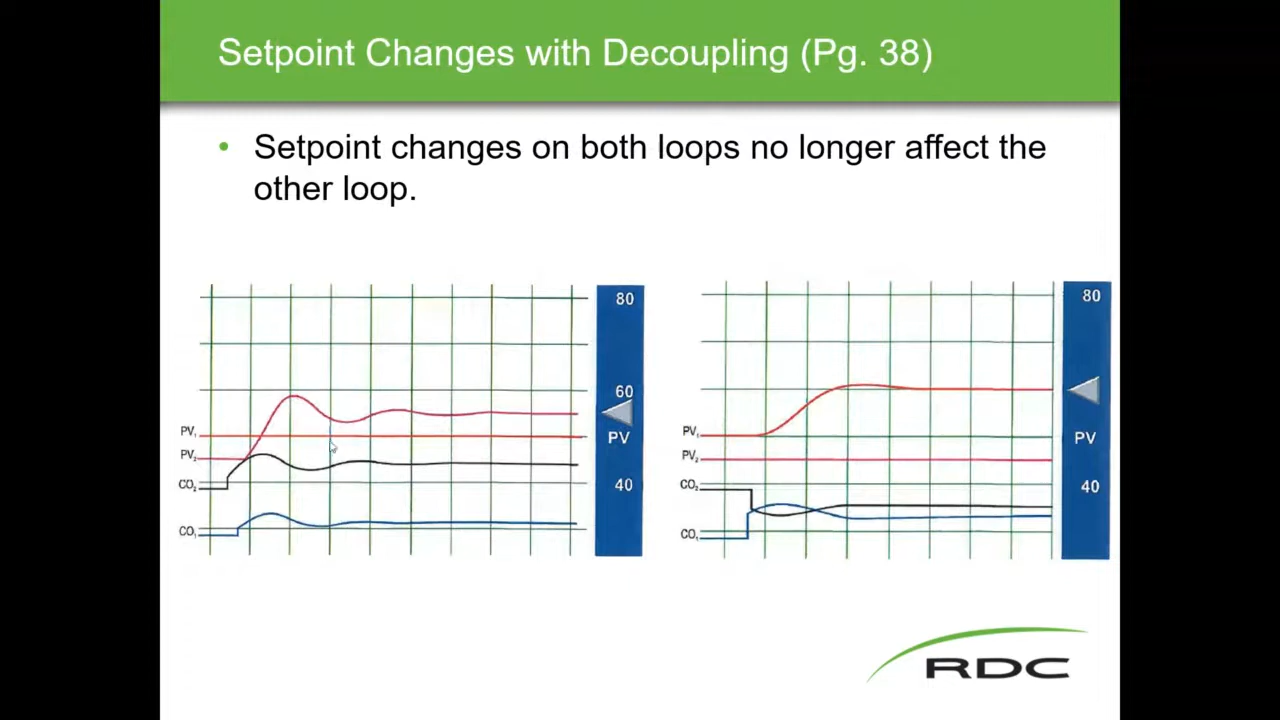 Setpoint Changes with Decoupling (Pg. 38)
• Setpoint changes on both loops no longer affect the
other loop.
80
60
PV
40
PV₁
PV₂
CO₂
CO₁
80
PV
40
PV₁
PV₂
CO₂
CO₁
RDC